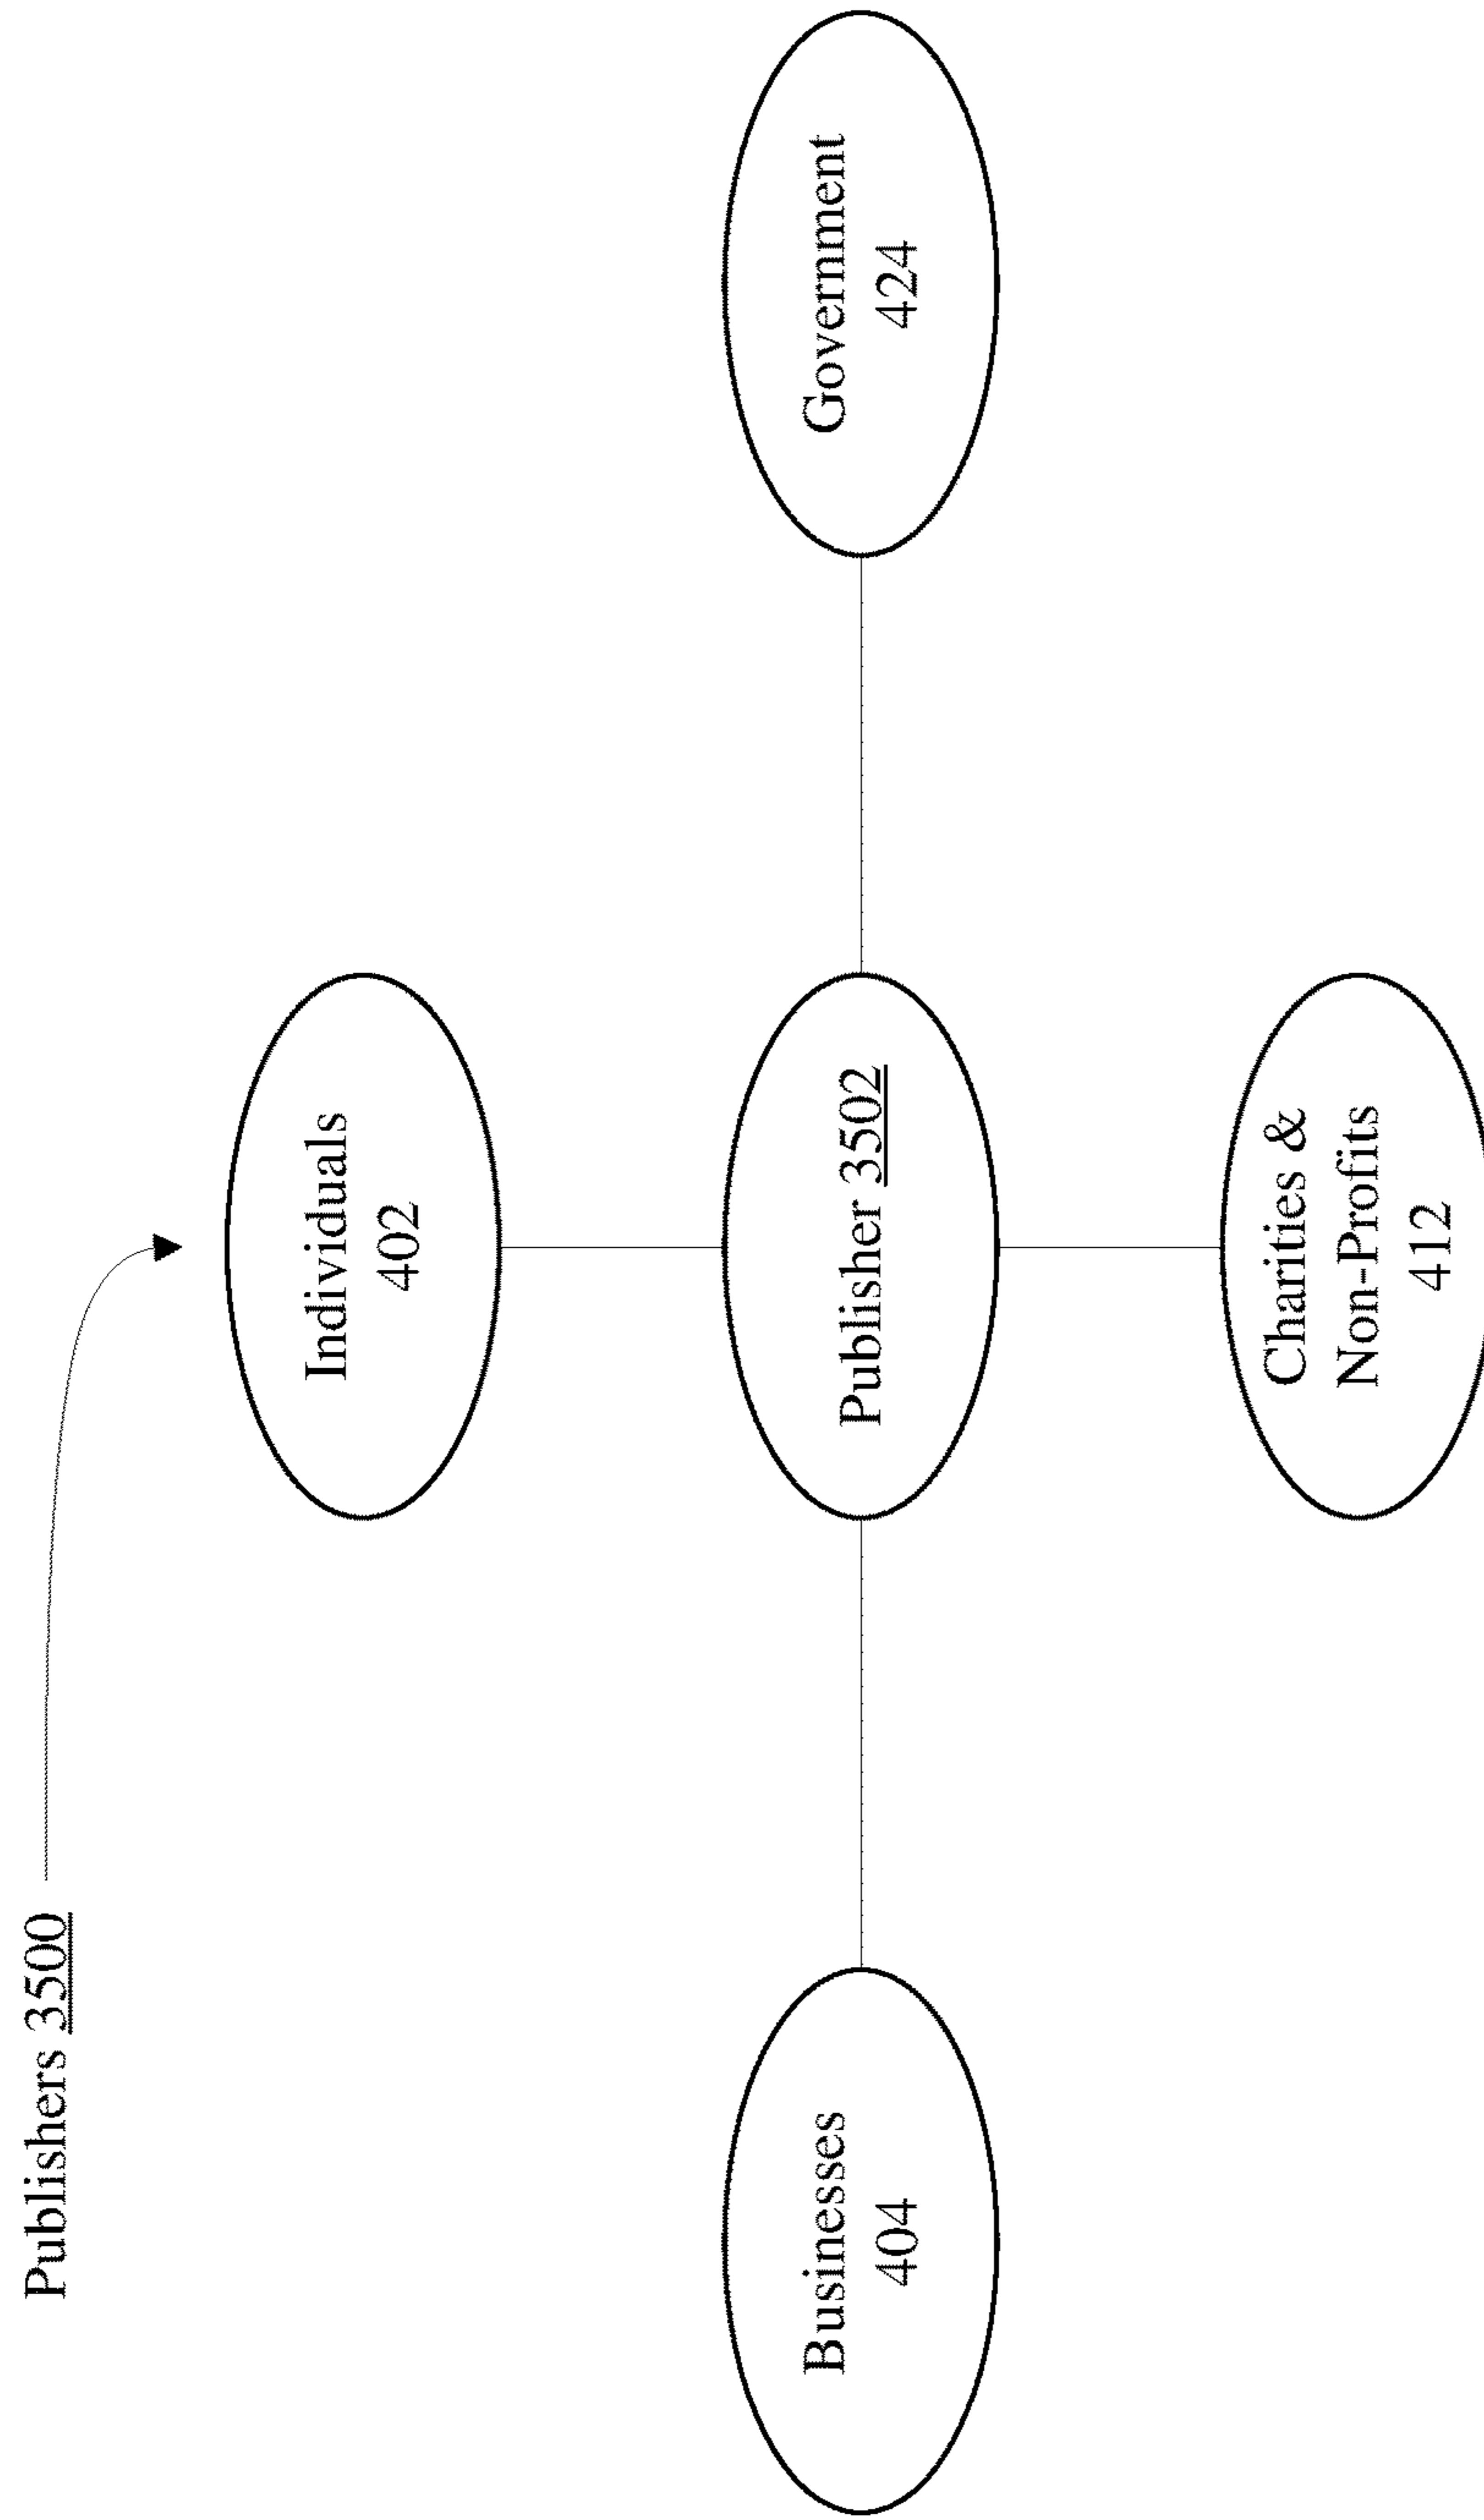 Publishers 3500
Individuals
402
Businesses
404
Publisher 3502
Government
424
Charities &
Non-Profits
412